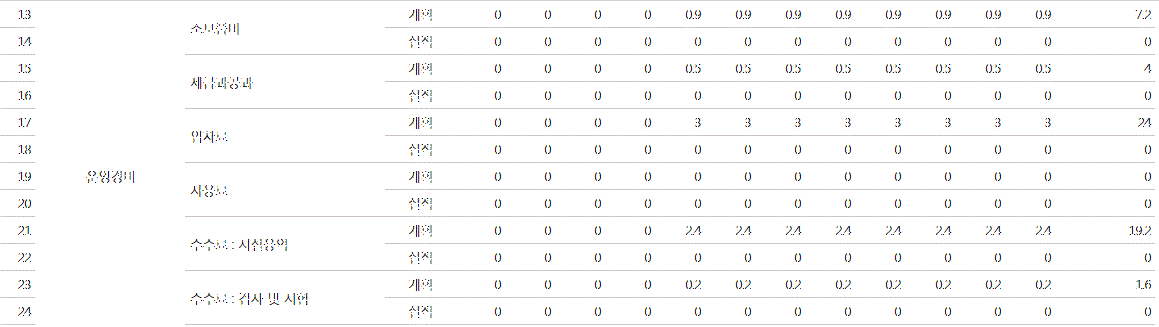 13 소모품비 계획 0 0 0 0 0.9 0.9 0.9 0.9 0.9 0.9 0.9 0.9 7.2
14 실적 0 0 0 0 0 0 0 0 0 0 0 0 0
15 세금과공과 계획 0 0 0 0 0.5 0.5 0.5 0.5 0.5 0.5 0.5 0.5 4
16 실적 0 0 0 0 0 0 0 0 0 0 0 0 0
17 임차료 계획 0 0 0 0 3 3 3 3 3 3 3 3 24
18 실적 0 0 0 0 0 0 0 0 0 0 0 0 0
19 운영경비 사용료 계획 0 0 0 0 0 0 0 0 0 0 0 0 0
20 실적 0 0 0 0 0 0 0 0 0 0 0 0 0
21 수수료 : 시설용역 계획 0 0 0 0 2.4 2.4 2.4 2.4 2.4 2.4 2.4 2.4 19.2
22 실적 0 0 0 0 0 0 0 0 0 0 0 0 0
23 수수료 : 검사 및 시험 계획 0 0 0 0 0.2 0.2 0.2 0.2 0.2 0.2 0.2 0.2 1.6
24 실적 0 0 0 0 0 0 0 0 0 0 0 0 0